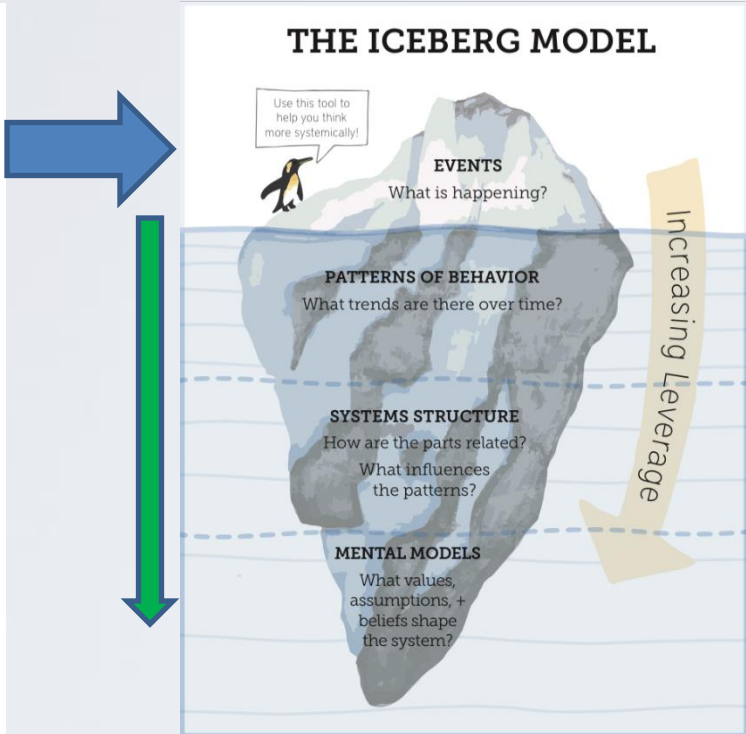 THE ICEBERG MODEL
Use this tool to
help you think
more systemically!
EVENTS
What is happening?
PATTERNS OF BEHAVIOR
What trends are there over time?
SYSTEMS STRUCTURE
How are the parts related?
What influences
the patterns?
MENTAL MODELS
What values,
assumptions, +
beliefs shape
the system?
Increasing Leverage